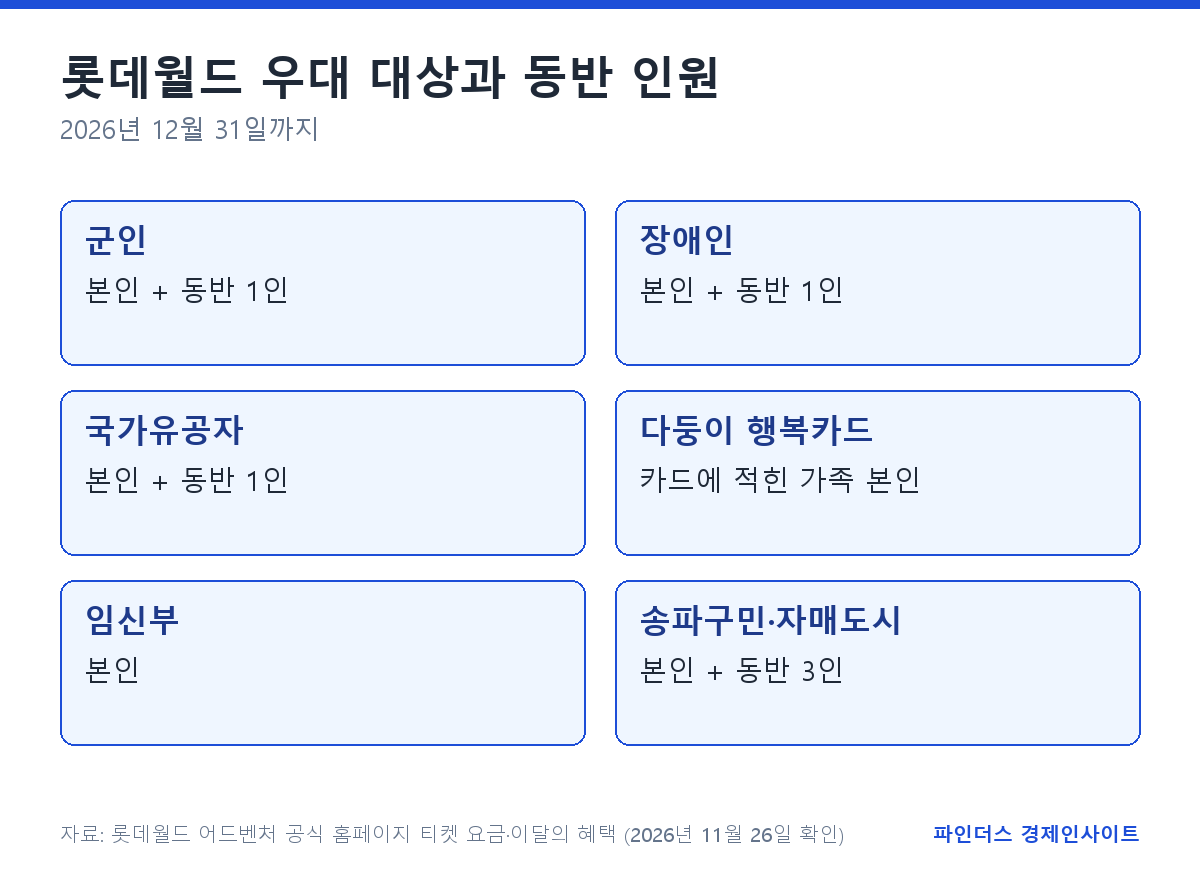 롯데월드 우대 대상과 동반 인원
2026년 12월 31일까지
군인
본인 + 동반 1인
장애인
본인 + 동반 1인
국가유공자
본인 + 동반 1인
다둥이 행복카드
카드에 적힌 가족 본인
임신부
본인
송파구민·자매도시
본인 + 동반 3인
자료: 롯데월드 어드벤처 공식 홈페이지 티켓 요금·이달의 혜택 (2026년 11월 26일 확인)
파인더스 경제인사이트